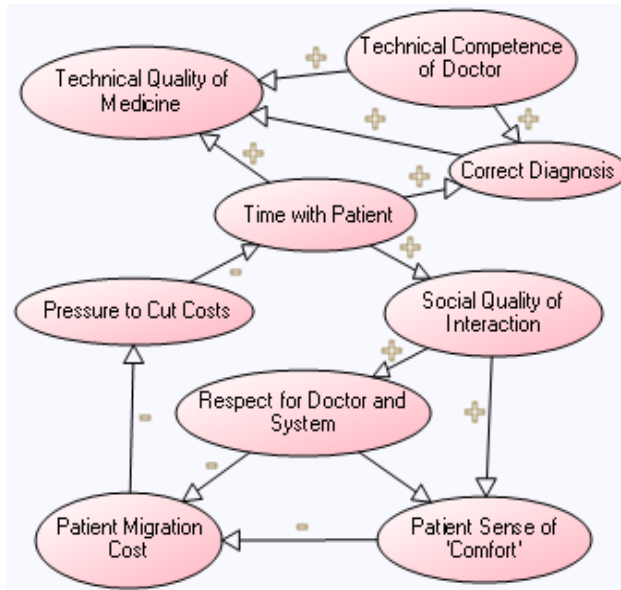 Technical Competence
of Doctor
Technical Quality of
Medicine
+
+
+
Correct Diagnosis
+
+
Time with Patient
+
-
Pressure to Cut Costs
Social Quality of
Interaction
+
Respect for Doctor and
System
+
-
-
Patient Migration
Cost
-
Patient Sense of
'Comfort'